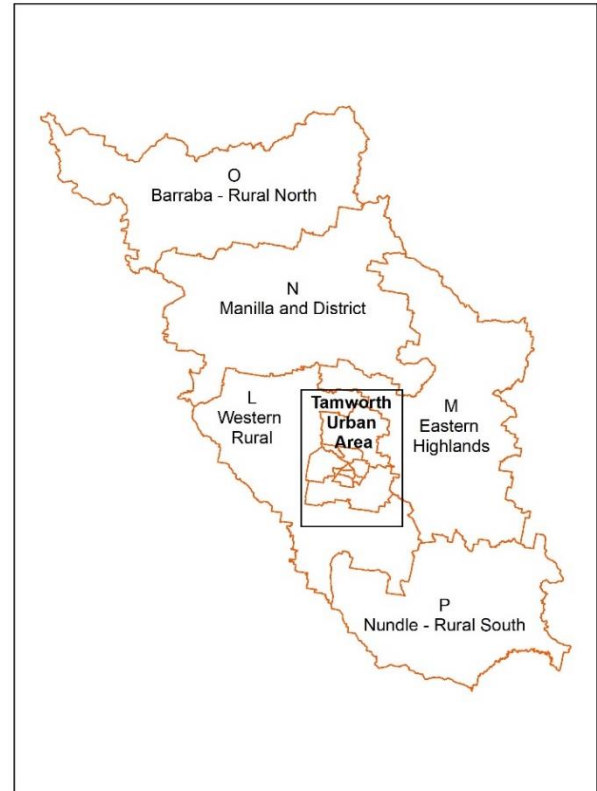 O
Barraba - Rural North
N
Manilla and District
L
Western
Rural
Tamworth
Urban
Area
M
Eastern
Highlands
P
Nundle - Rural South